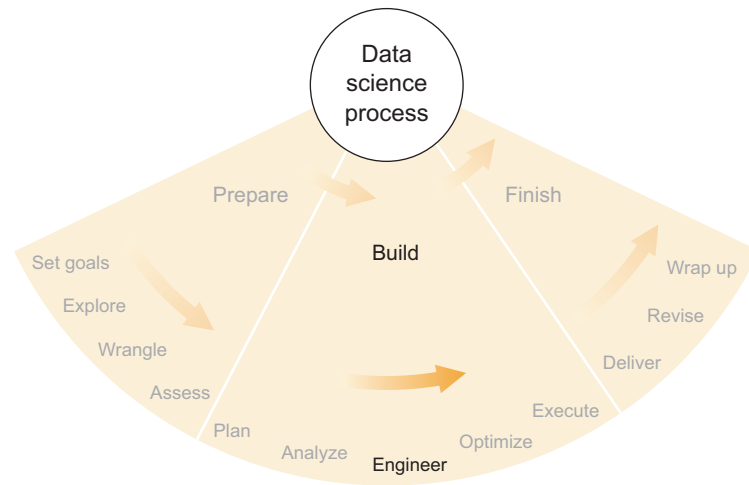 Data
science
process
Prepare
Finish
Build
Set goals
Explore
Wrangle
Assess
Plan
Analyze
Engineer
Optimize
Execute
Deliver
Revise
Wrap up